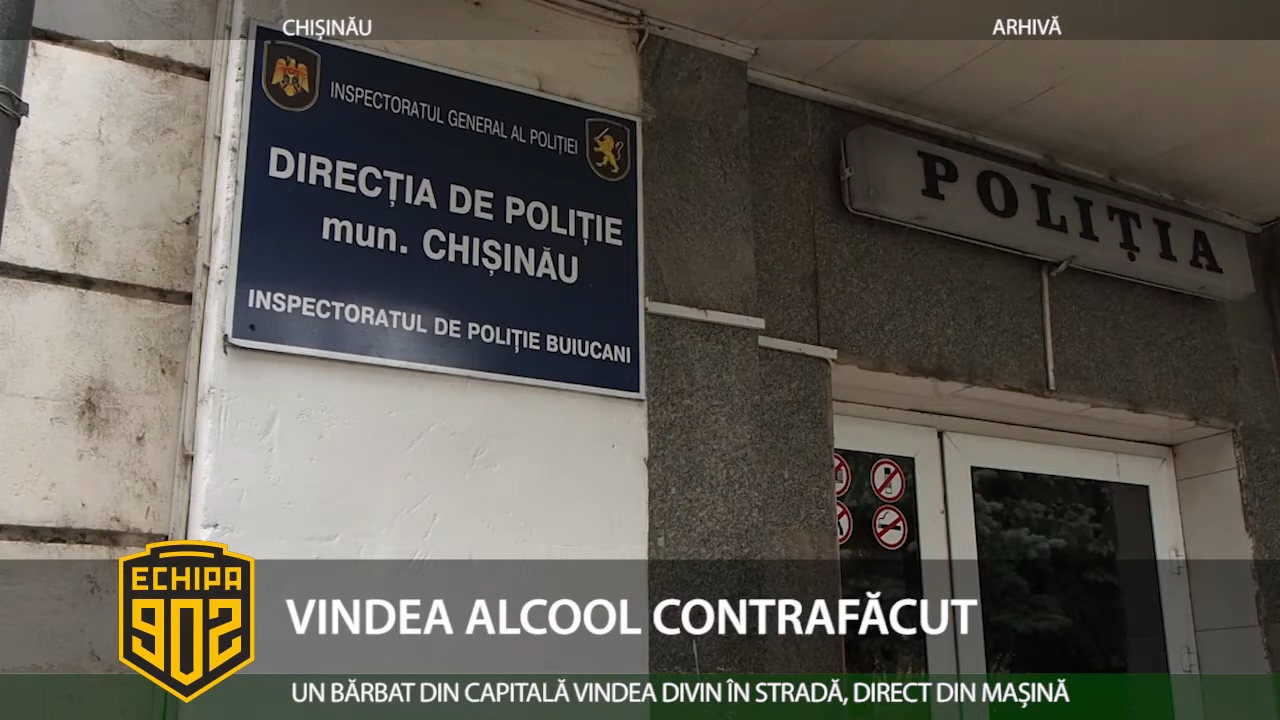 CHIȘINĂU
ARHIVĂ
INSPECTORATUL GENERAL AL POLIȚIEI
DIRECȚIA DE POLIȚIE
mun. CHIȘINĂU
INSPECTORATUL DE POLIȚIE BUIUCANI
POLIȚIA
ECHIPA
902
VINDEA ALCOOL CONTRAFĂCUT
UN BĂRBAT DIN CAPITALĂ VINDEA DIVIN ÎN STRADĂ, DIRECT DIN MAȘINĂ